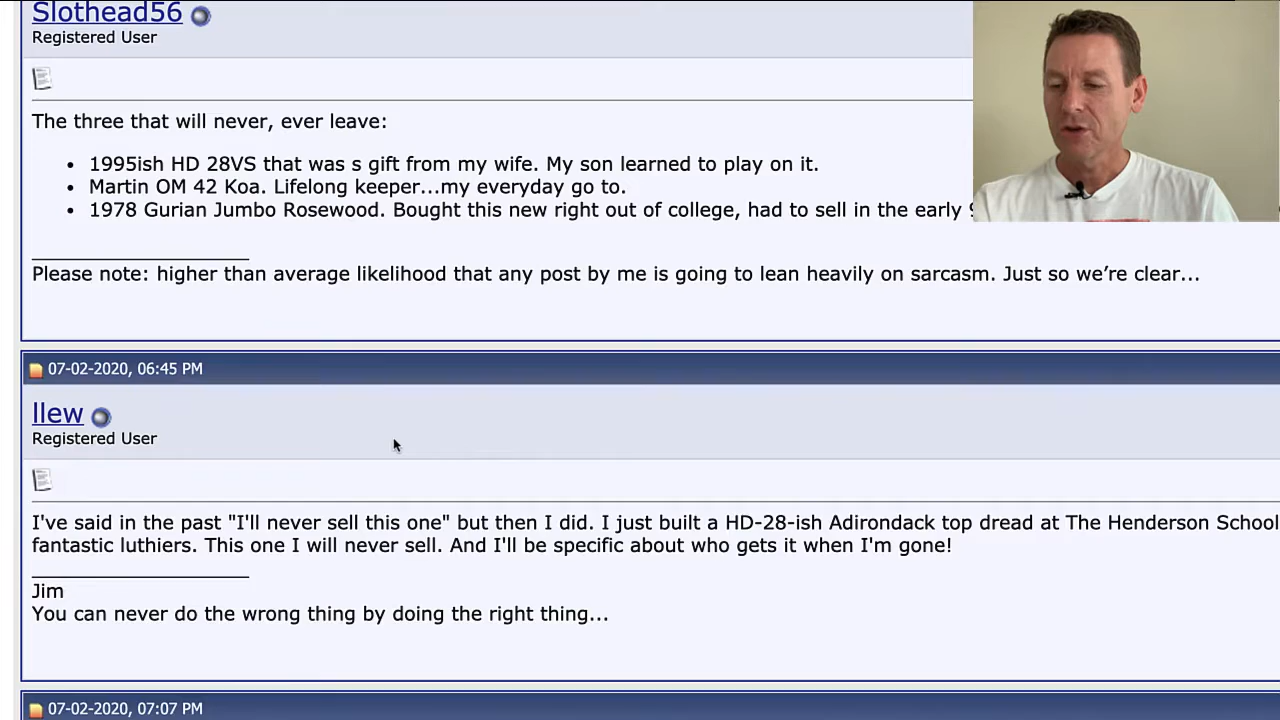 Slothead56
Registered User
The three that will never, ever leave:
• 1995ish HD 28VS that was s gift from my wife. My son learned to play on it.
• Martin OM 42 Koa. Lifelong keeper...my everyday go to.
• 1978 Gurian Jumbo Rosewood. Bought this new right out of college, had to sell in the early
Please note: higher than average likelihood that any post by me is going to lean heavily on sarcasm. Just so we’re clear...
07-02-2020, 06:45 PM
llew
Registered User
I've said in the past "I'll never sell this one" but then I did. I just built a HD-28-ish Adirondack top dread at The Henderson School
fantastic luthiers. This one I will never sell. And I'll be specific about who gets it when I'm gone!
Jim
You can never do the wrong thing by doing the right thing...
07-02-2020, 07:07 PM